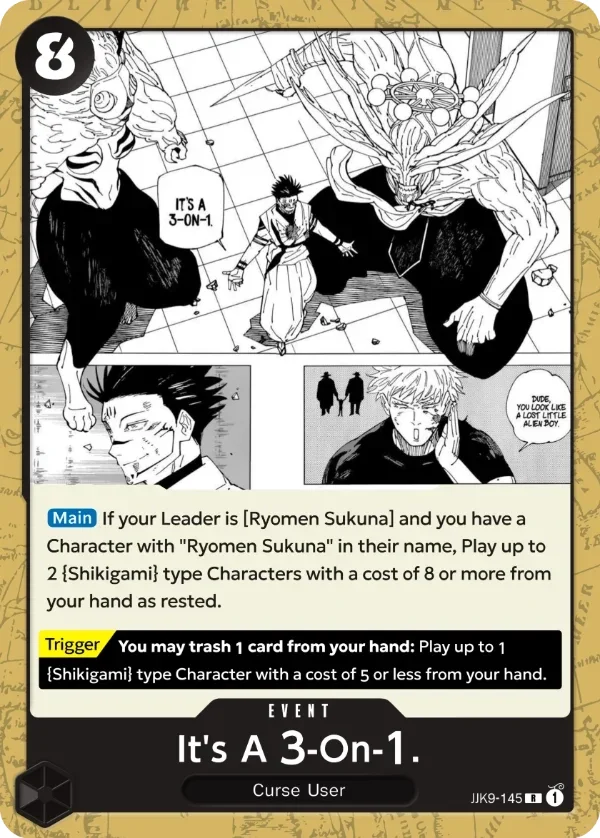 8
IT'S A
3-ON-1.
DUDE,
YOU LOOK LIKE
A LOST LITTLE
ALIEN BOY.
Main If your Leader is [Ryomen Sukuna] and you have a
Character with "Ryomen Sukuna" in their name, Play up to
2 {Shikigami} type Characters with a cost of 8 or more from
your hand as rested.
Trigger You may trash 1 card from your hand: Play up to 1
{Shikigami} type Character with a cost of 5 or less from your hand.
EVENT
It's A 3-On-1.
Curse User
JJK9-145 R 1